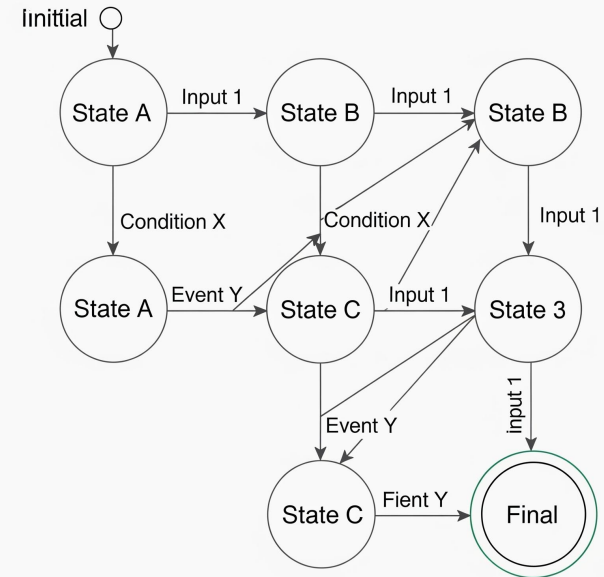 Iinittial
State A
Input 1
State B
Input 1
State B
Condition X
Condition X
Input 1
State A
Event Y
State C
Input 1
State 3
Event Y
input 1
State C
Fient Y
Final